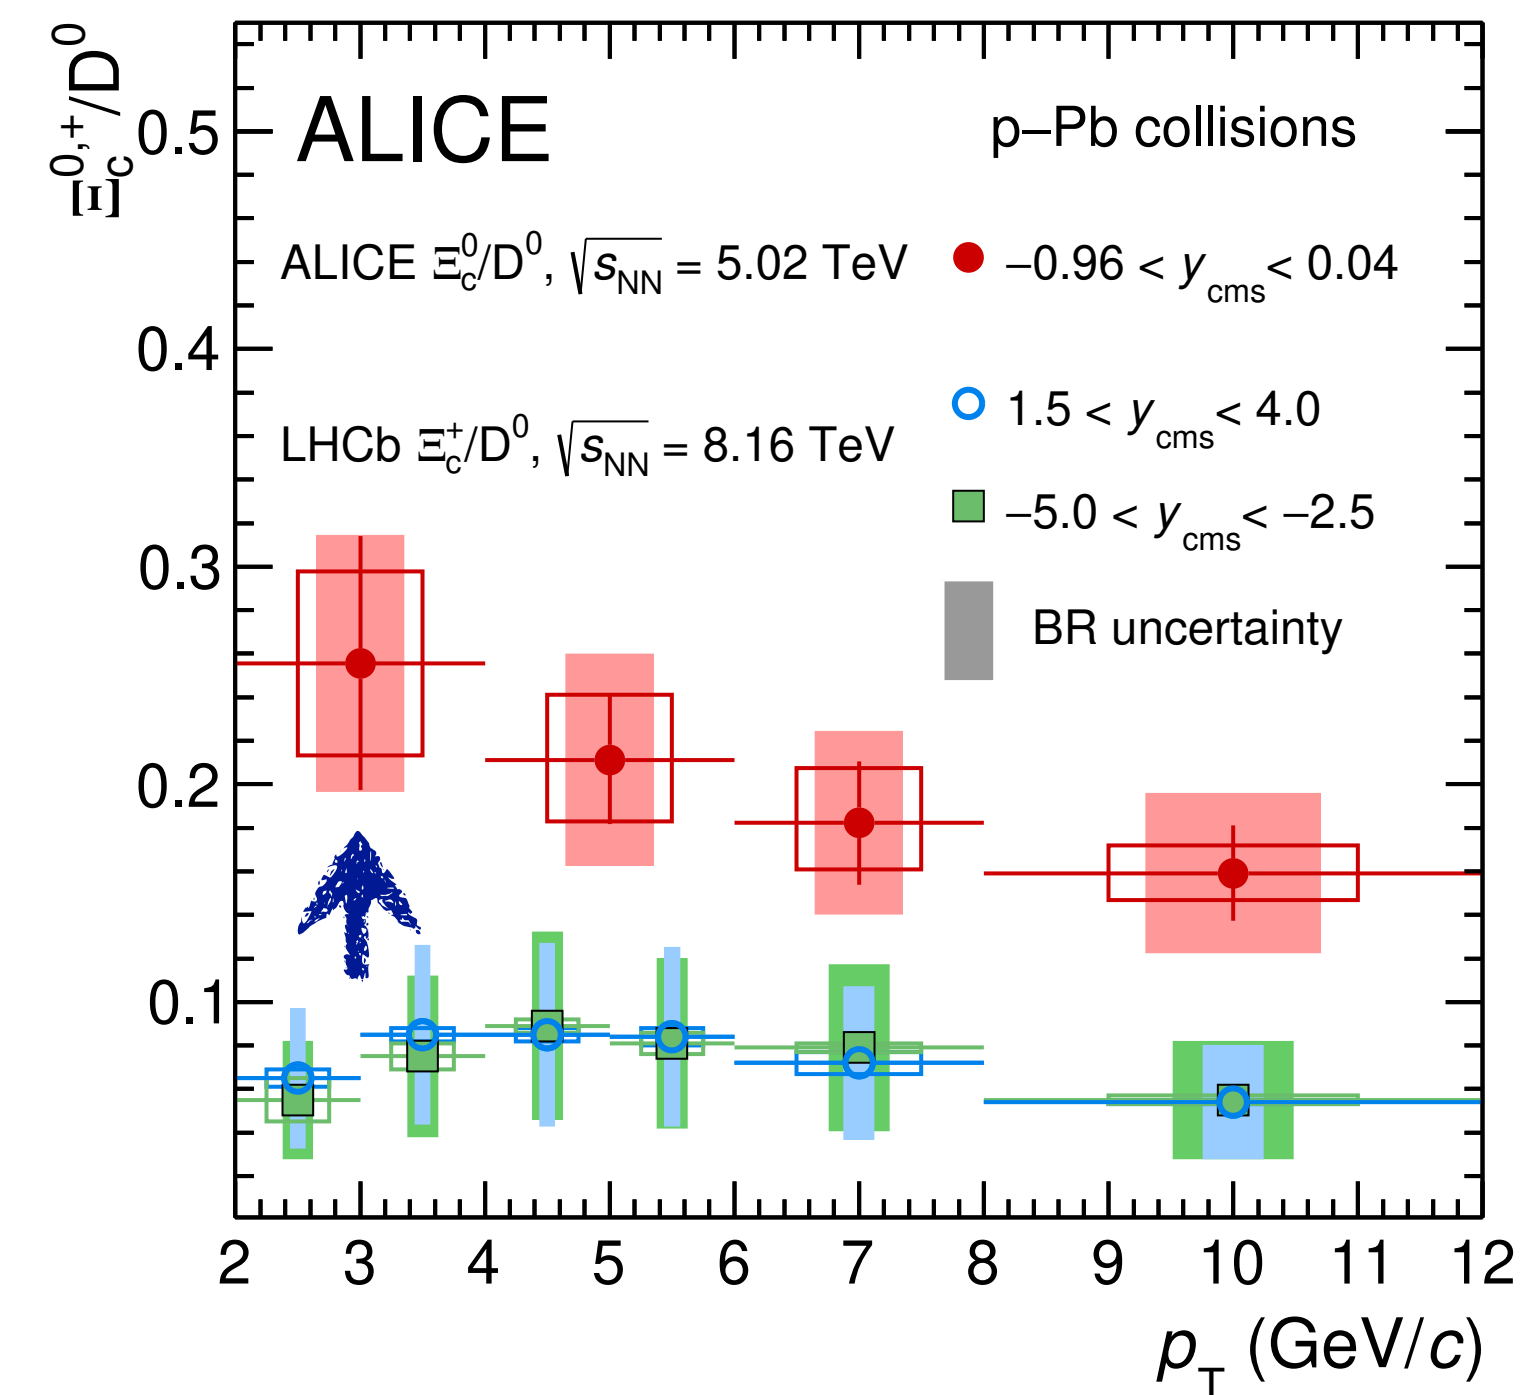 Ξc0,+/D0
ALICE
p–Pb collisions
ALICE Ξc0/D0, √sNN = 5.02 TeV
−0.96 < ycms < 0.04
LHCb Ξc+/D0, √sNN = 8.16 TeV
1.5 < ycms < 4.0
−5.0 < ycms < −2.5
BR uncertainty
0.5
0.4
0.3
0.2
0.1
2 3 4 5 6 7 8 9 10 11 12
pT (GeV/c)